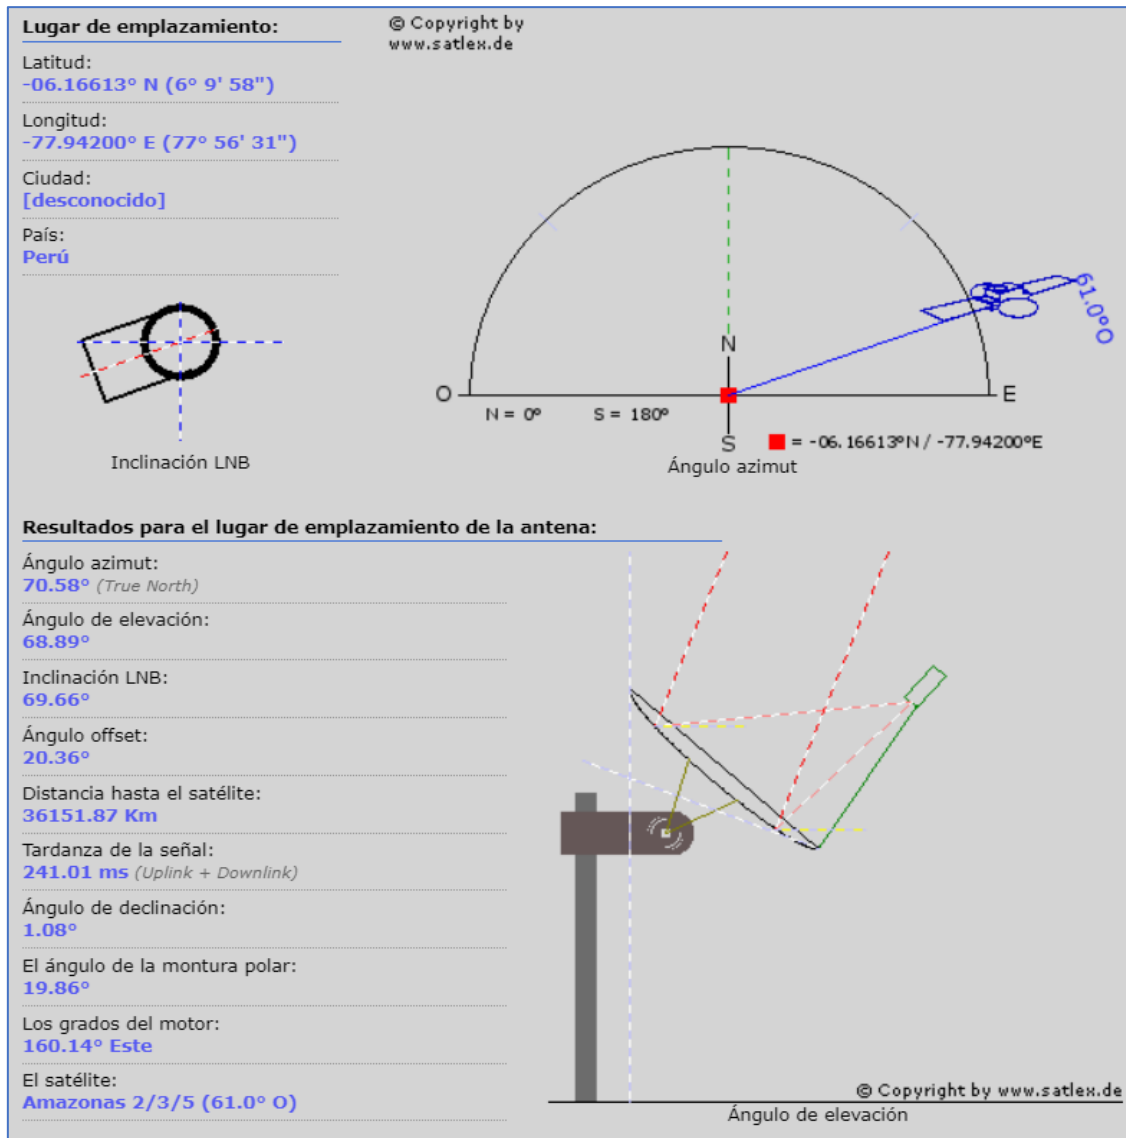 Lugar de emplazamiento:
© Copyright by
www.satlex.de
Latitud:
-06.16613° N (6° 9' 58")
Longitud:
-77.94200° E (77° 56' 31")
Ciudad:
[desconocido]
País:
Perú
Inclinación LNB
61.0ºO
N
O
E
N = 0º
S = 180º
S
= -06.16613ºN / -77.94200ºE
Ángulo azimut
Resultados para el lugar de emplazamiento de la antena:
Ángulo azimut:
70.58° (True North)
Ángulo de elevación:
68.89°
Inclinación LNB:
69.66°
Ángulo offset:
20.36°
Distancia hasta el satélite:
36151.87 Km
Tardanza de la señal:
241.01 ms (Uplink + Downlink)
Ángulo de declinación:
1.08°
El ángulo de la montura polar:
19.86°
Los grados del motor:
160.14° Este
El satélite:
Amazonas 2/3/5 (61.0° O)
© Copyright by www.satlex.de
Ángulo de elevación